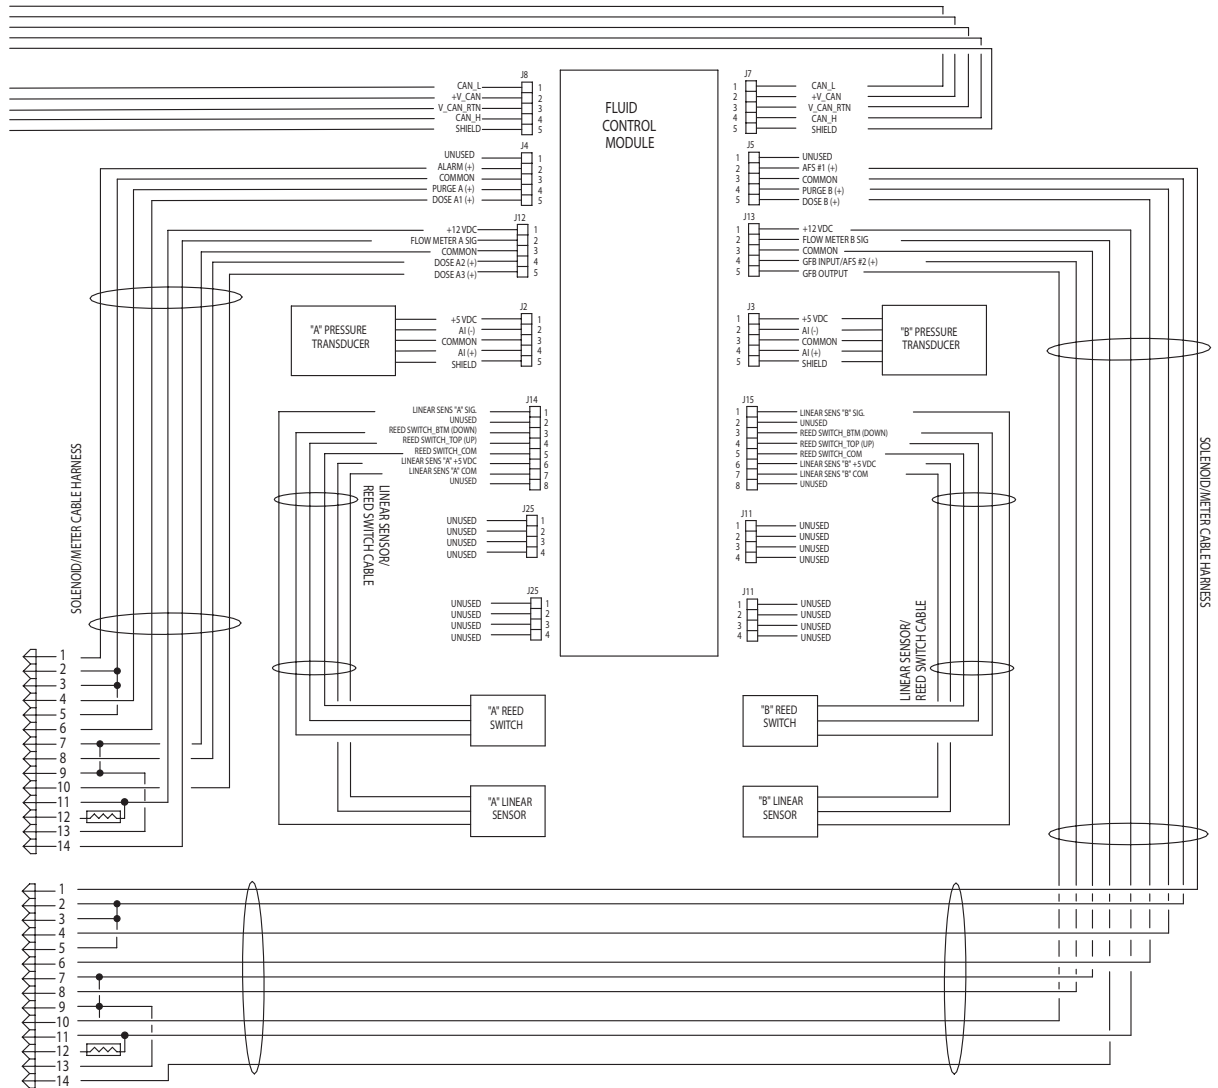 FLUID
CONTROL
MODULE
J8
CAN_L 1
+V_CAN 2
V_CAN_RTN 3
CAN_H 4
SHIELD 5
J4
UNUSED 1
ALARM (+) 2
COMMON 3
PURGE A (+) 4
DOSE A1 (+) 5
J12
+12 VDC 1
FLOW METER A SIG 2
COMMON 3
DOSE A2 (+) 4
DOSE A3 (+) 5
"A" PRESSURE
TRANSDUCER
J2
+5 VDC 1
AI (-) 2
COMMON 3
AI (+) 4
SHIELD 5
J14
LINEAR SENS "A" SIG. 1
UNUSED 2
REED SWITCH_BTM (DOWN) 3
REED SWITCH_TOP (UP) 4
REED SWITCH_COM 5
LINEAR SENS "A" +5 VDC 6
LINEAR SENS "A" COM 7
UNUSED 8
J25
UNUSED 1
UNUSED 2
UNUSED 3
UNUSED 4
J25
UNUSED 1
UNUSED 2
UNUSED 3
UNUSED 4
J7
1 CAN_L
2 +V_CAN
3 V_CAN_RTN
4 CAN_H
5 SHIELD
J5
1 UNUSED
2 AFS #1 (+)
3 COMMON
4 PURGE B (+)
5 DOSE B (+)
J13
1 +12 VDC
2 FLOW METER B SIG
3 COMMON
4 GFB INPUT/AFS #2 (+)
5 GFB OUTPUT
J3
1 +5 VDC
2 AI (-)
3 COMMON
4 AI (+)
5 SHIELD
"B" PRESSURE
TRANSDUCER
J15
1 LINEAR SENS "B" SIG.
2 UNUSED
3 REED SWITCH_BTM (DOWN)
4 REED SWITCH_TOP (UP)
5 REED SWITCH_COM
6 LINEAR SENS "B" +5 VDC
7 LINEAR SENS "B" COM
8 UNUSED
J11
1 UNUSED
2 UNUSED
3 UNUSED
4 UNUSED
J11
1 UNUSED
2 UNUSED
3 UNUSED
4 UNUSED
SOLENOID/METER CABLE HARNESS
LINEAR SENSOR/
REED SWITCH CABLE
LINEAR SENSOR/
REED SWITCH CABLE
SOLENOID/METER CABLE HARNESS
"A" REED
SWITCH
"B" REED
SWITCH
"A" LINEAR
SENSOR
"B" LINEAR
SENSOR
1
2
3
4
5
6
7
8
9
10
11
12
13
14
1
2
3
4
5
6
7
8
9
10
11
12
13
14